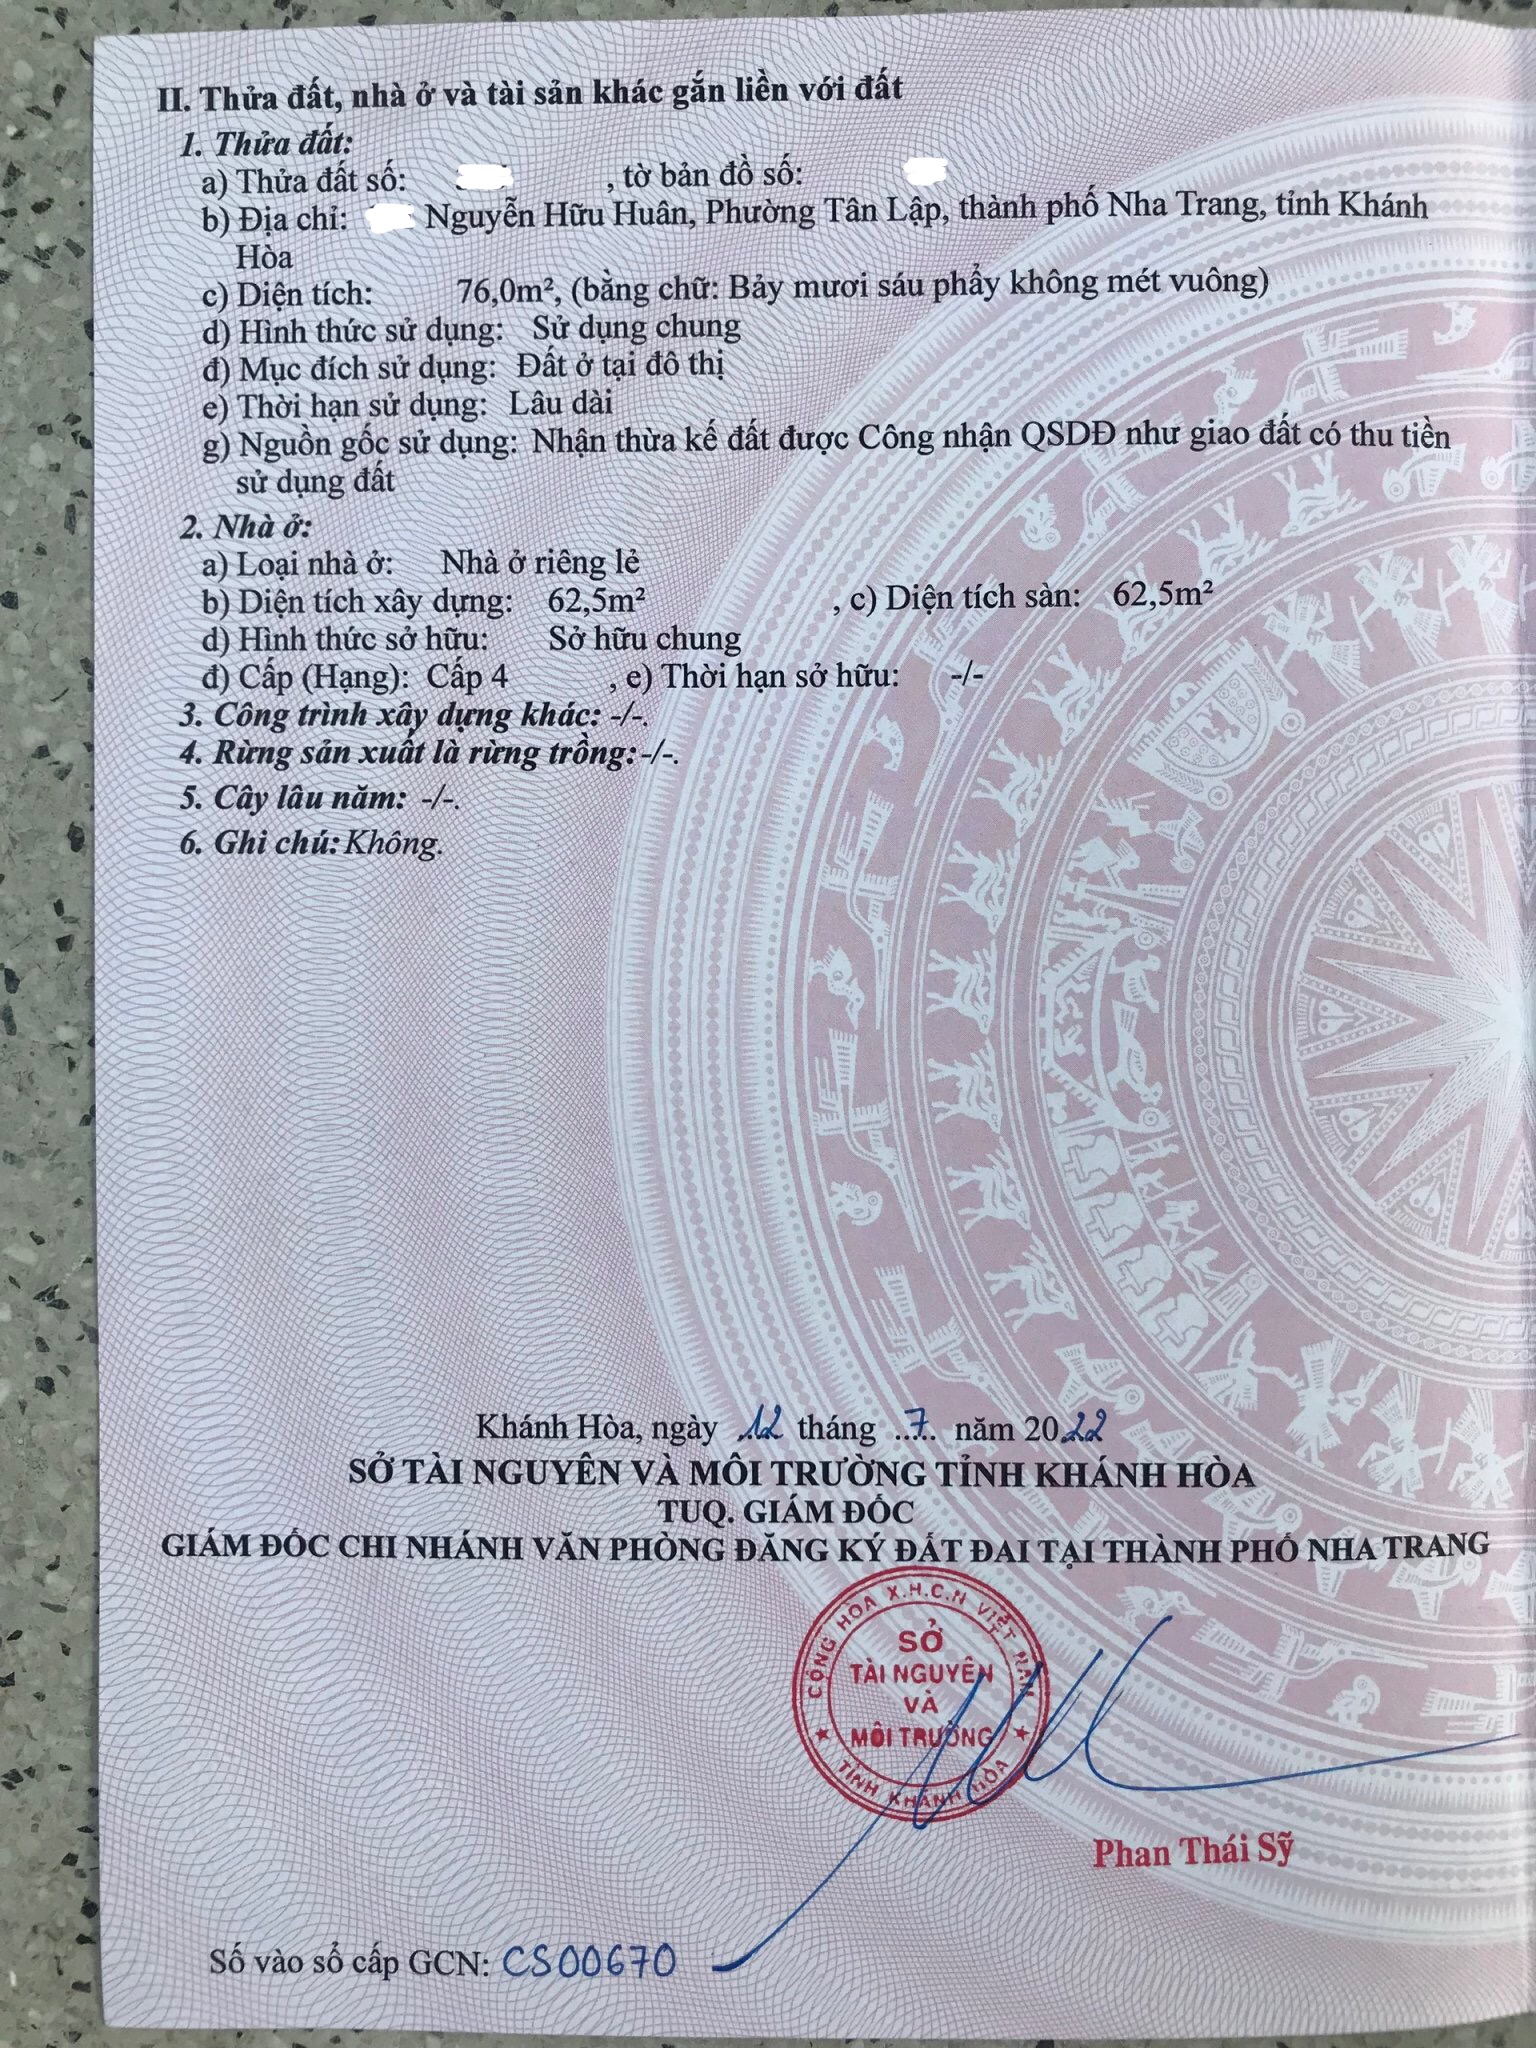 II. Thửa đất, nhà ở và tài sản khác gắn liền với đất
1. Thửa đất:
a) Thửa đất số: , tờ bản đồ số:
b) Địa chỉ: Nguyễn Hữu Huân, Phường Tân Lập, thành phố Nha Trang, tỉnh Khánh
Hòa
c) Diện tích: 76,0m², (bằng chữ: Bảy mươi sáu phẩy không mét vuông)
d) Hình thức sử dụng: Sử dụng chung
đ) Mục đích sử dụng: Đất ở tại đô thị
e) Thời hạn sử dụng: Lâu dài
g) Nguồn gốc sử dụng: Nhận thừa kế đất được Công nhận QSDĐ như giao đất có thu tiền
sử dụng đất
2. Nhà ở:
a) Loại nhà ở: Nhà ở riêng lẻ
b) Diện tích xây dựng: 62,5m² , c) Diện tích sàn: 62,5m²
d) Hình thức sở hữu: Sở hữu chung
đ) Cấp (Hạng): Cấp 4 , e) Thời hạn sở hữu: -/-
3. Công trình xây dựng khác: -/-.
4. Rừng sản xuất là rừng trồng: -/-.
5. Cây lâu năm: -/-.
6. Ghi chú: Không.
Khánh Hòa, ngày 12 tháng 7 năm 2022
SỞ TÀI NGUYÊN VÀ MÔI TRƯỜNG TỈNH KHÁNH HÒA
TUQ. GIÁM ĐỐC
GIÁM ĐỐC CHI NHÁNH VĂN PHÒNG ĐĂNG KÝ ĐẤT ĐAI TẠI THÀNH PHỐ NHA TRANG
CỘNG HÒA X.H.C.N VIỆT NAM
SỞ
TÀI NGUYÊN
VÀ
MÔI TRƯỜNG
TỈNH KHÁNH HÒA
Phan Thái Sỹ
Số vào sổ cấp GCN: CS00670